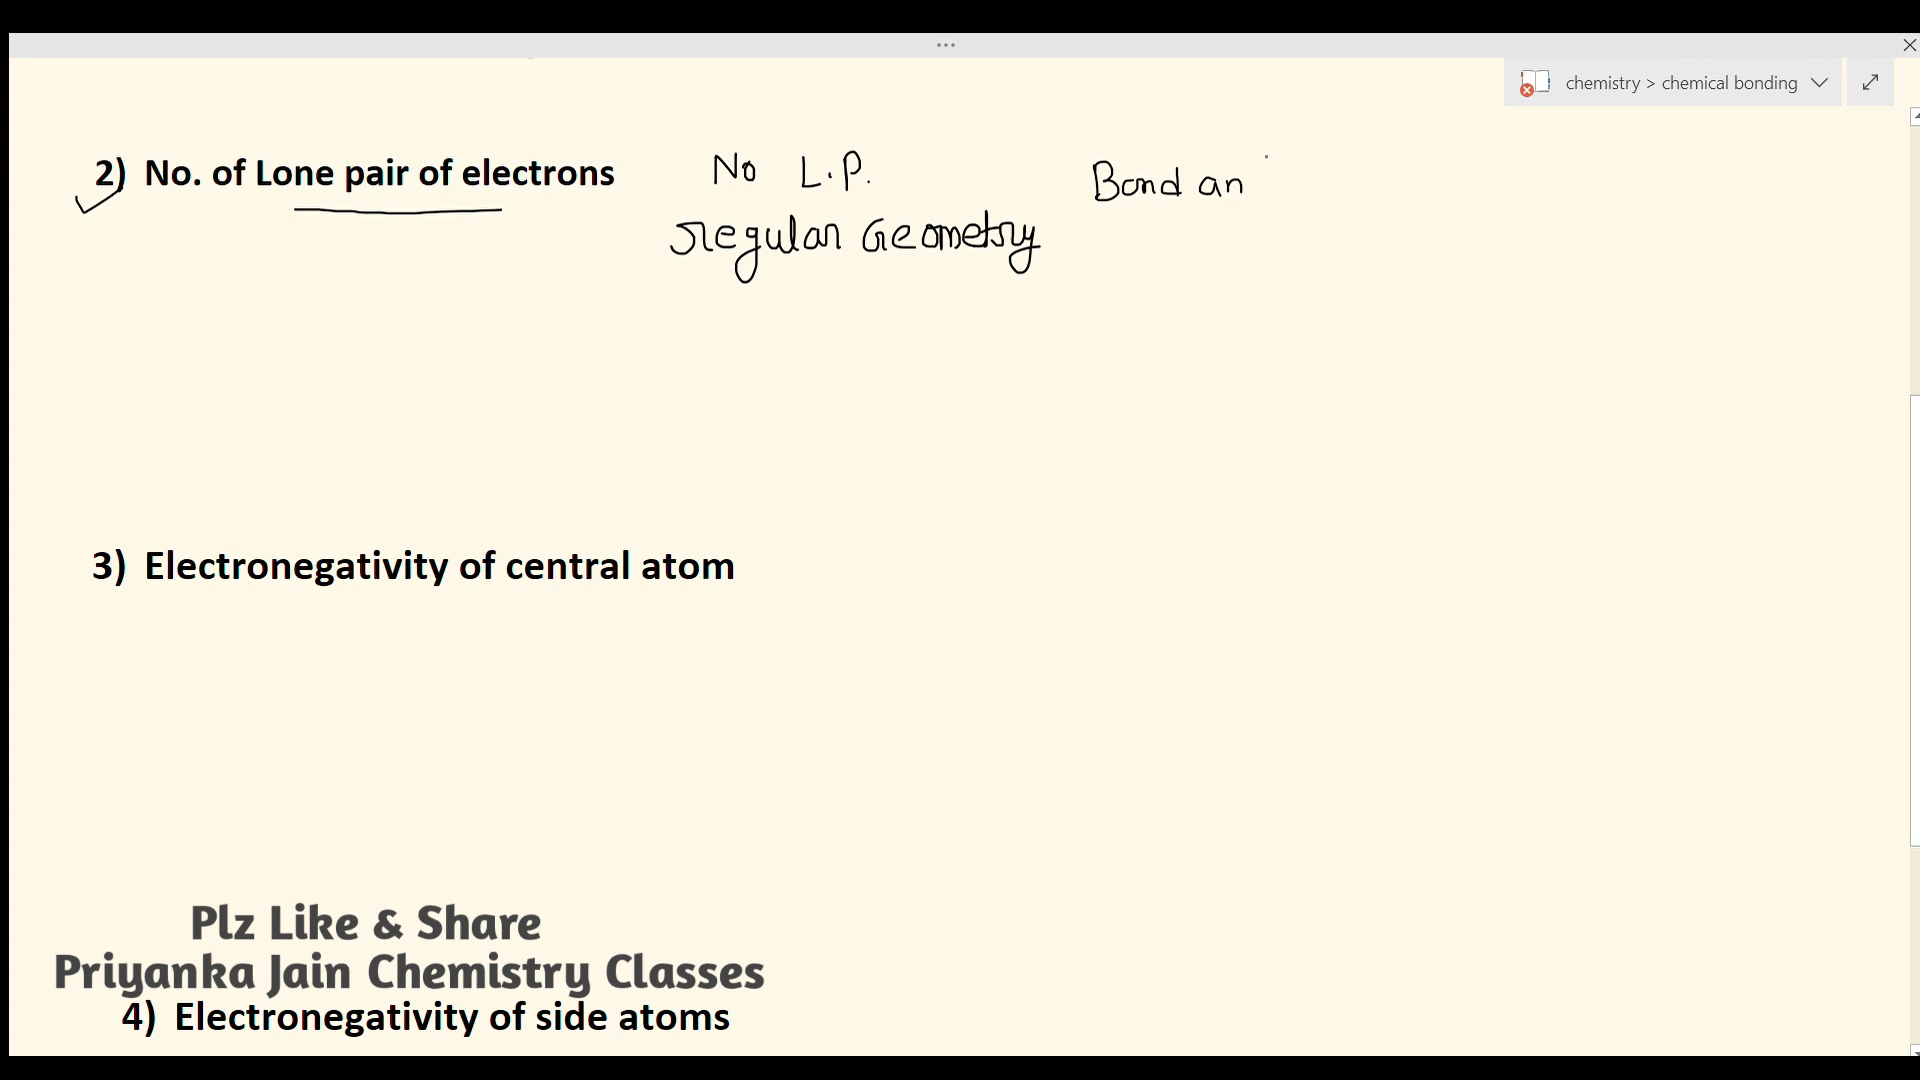 chemistry > chemical bonding
2) No. of Lone pair of electrons
No L.P.
Bond an
regular Geometry
3) Electronegativity of central atom
Plz Like & Share
Priyanka Jain Chemistry Classes
4) Electronegativity of side atoms